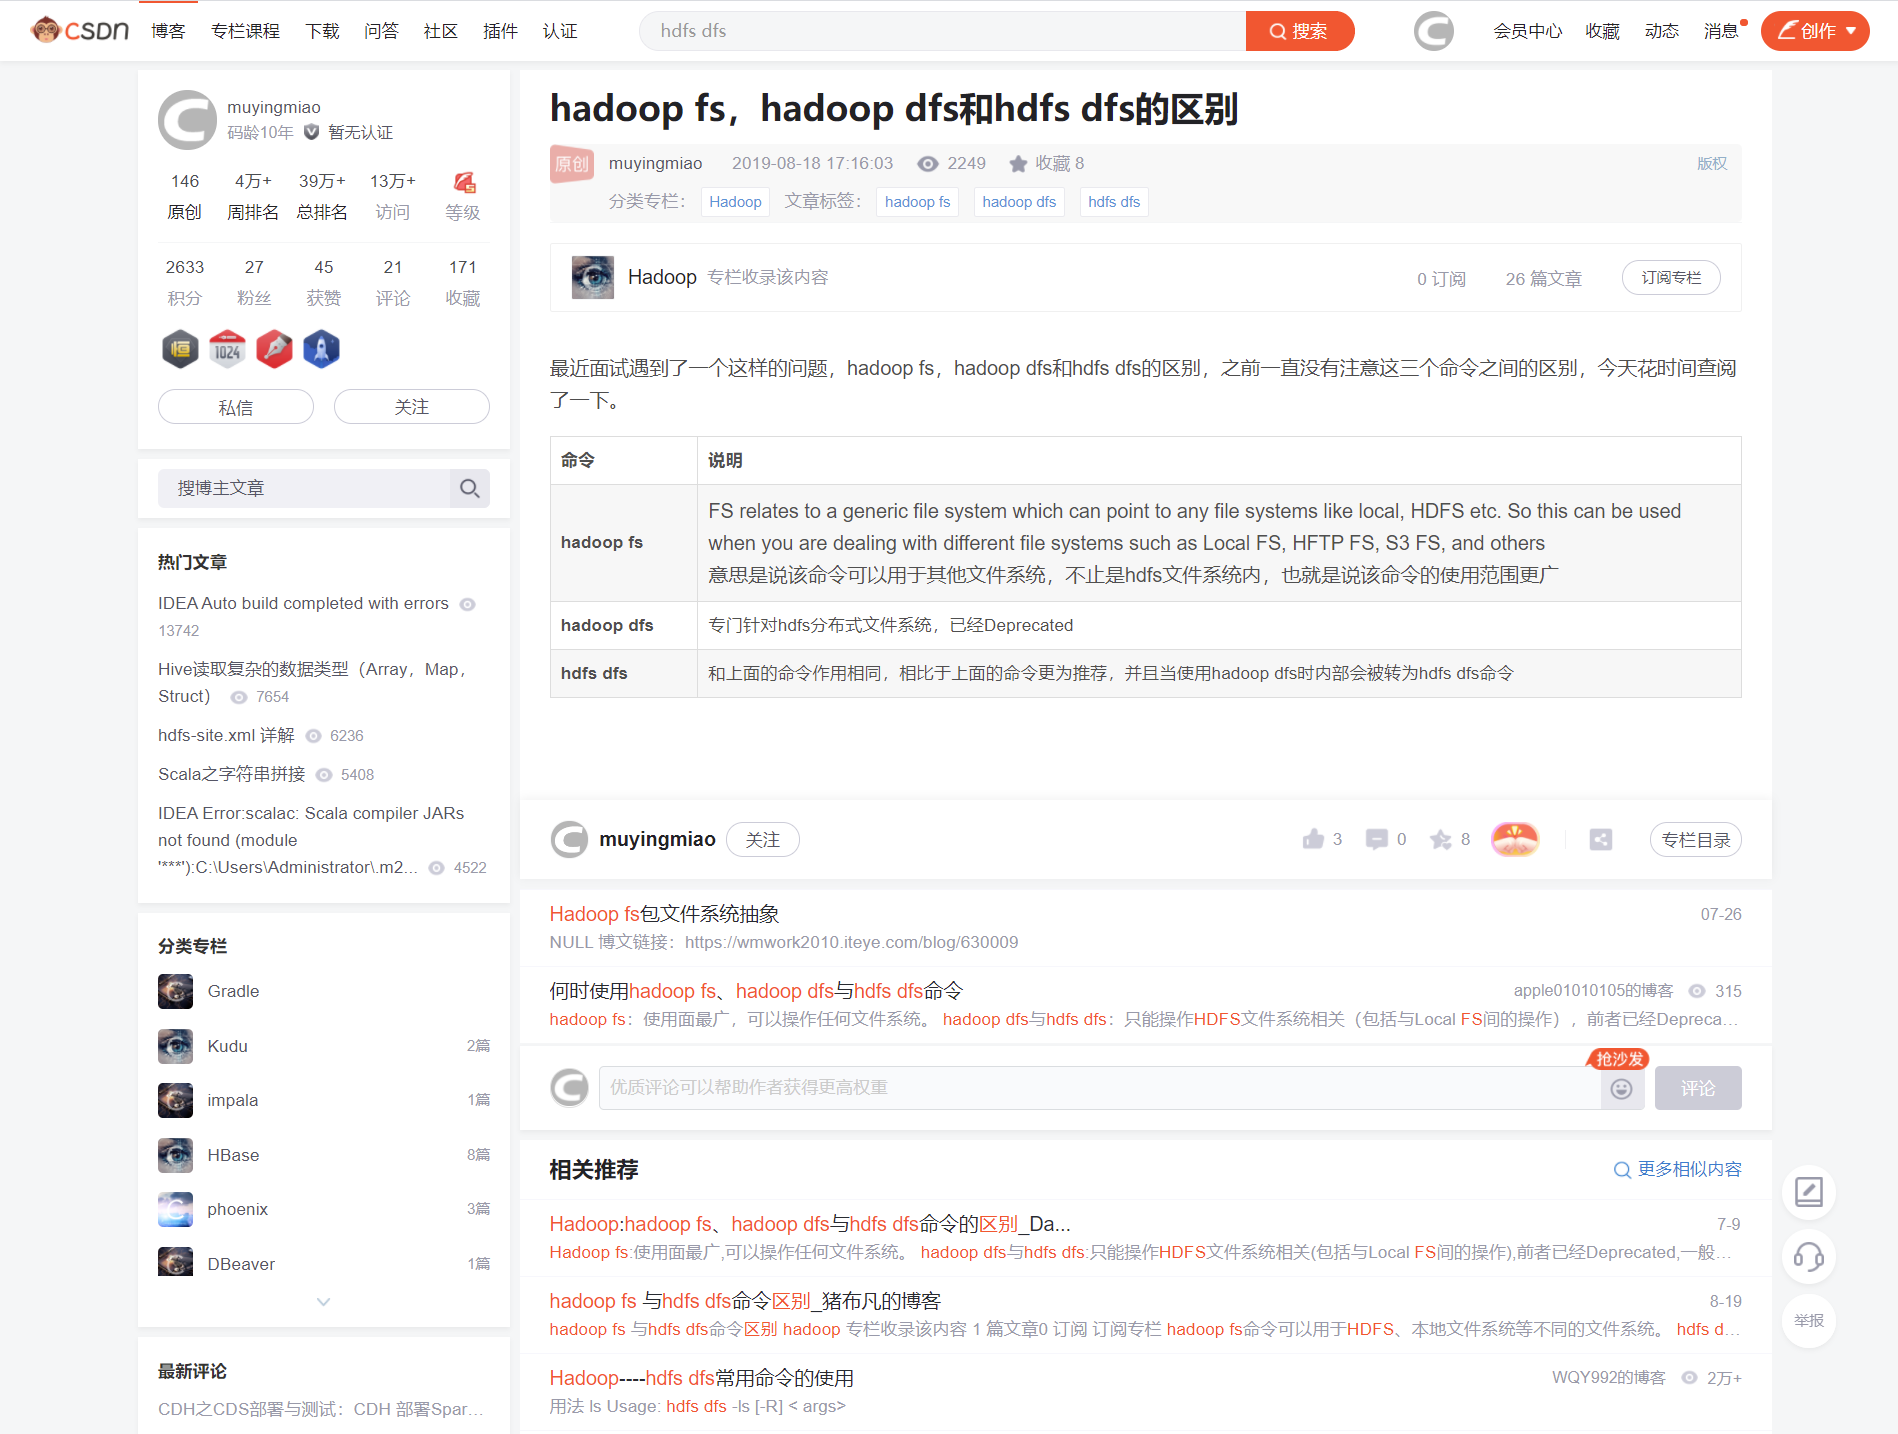 CSDN 博客 专栏课程 下载 问答 社区 插件 认证 hdfs dfs 搜索 会员中心 收藏 动态 消息 创作
muyingmiao
码龄10年 暂无认证
146 4万+ 39万+ 13万+
原创 周排名 总排名 访问 等级
2633 27 45 21 171
积分 粉丝 获赞 评论 收藏
1024
私信 关注
搜博主文章
热门文章
IDEA Auto build completed with errors
13742
Hive读取复杂的数据类型（Array，Map，
Struct） 7654
hdfs-site.xml 详解 6236
Scala之字符串拼接 5408
IDEA Error:scalac: Scala compiler JARs
not found (module
'***'):C:\Users\Administrator\.m2... 4522
分类专栏
Gradle
Kudu 2篇
impala 1篇
HBase 8篇
phoenix 3篇
DBeaver 1篇
最新评论
CDH之CDS部署与测试：CDH 部署Spar...
hadoop fs，hadoop dfs和hdfs dfs的区别
原创 muyingmiao 2019-08-18 17:16:03 2249 收藏 8 版权
分类专栏： Hadoop 文章标签： hadoop fs hadoop dfs hdfs dfs
Hadoop 专栏收录该内容 0 订阅 26 篇文章 订阅专栏
最近面试遇到了一个这样的问题，hadoop fs，hadoop dfs和hdfs dfs的区别，之前一直没有注意这三个命令之间的区别，今天花时间查阅
了一下。
命令 说明
hadoop fs
FS relates to a generic file system which can point to any file systems like local, HDFS etc. So this can be used
when you are dealing with different file systems such as Local FS, HFTP FS, S3 FS, and others
意思是说该命令可以用于其他文件系统，不止是hdfs文件系统内，也就是说该命令的使用范围更广
hadoop dfs 专门针对hdfs分布式文件系统，已经Deprecated
hdfs dfs 和上面的命令作用相同，相比于上面的命令更为推荐，并且当使用hadoop dfs时内部会被转为hdfs dfs命令
muyingmiao 关注 3 0 8 专栏目录
Hadoop fs包文件系统抽象 07-26
NULL 博文链接：https://wmwork2010.iteye.com/blog/630009
何时使用hadoop fs、hadoop dfs与hdfs dfs命令 apple01010105的博客 315
hadoop fs：使用面最广，可以操作任何文件系统。 hadoop dfs与hdfs dfs：只能操作HDFS文件系统相关（包括与Local FS间的操作），前者已经Depreca...
抢沙发
优质评论可以帮助作者获得更高权重 评论
相关推荐 更多相似内容
Hadoop:hadoop fs、hadoop dfs与hdfs dfs命令的区别_Da... 7-9
Hadoop fs:使用面最广,可以操作任何文件系统。 hadoop dfs与hdfs dfs:只能操作HDFS文件系统相关(包括与Local FS间的操作),前者已经Deprecated,一般...
hadoop fs 与hdfs dfs命令区别_猪布凡的博客 8-19
hadoop fs 与hdfs dfs命令区别 hadoop 专栏收录该内容 1 篇文章0 订阅 订阅专栏 hadoop fs命令可以用于HDFS、本地文件系统等不同的文件系统。 hdfs d...
Hadoop----hdfs dfs常用命令的使用 WQY992的博客 2万+
用法 ls Usage: hdfs dfs -ls [-R] < args>
举报